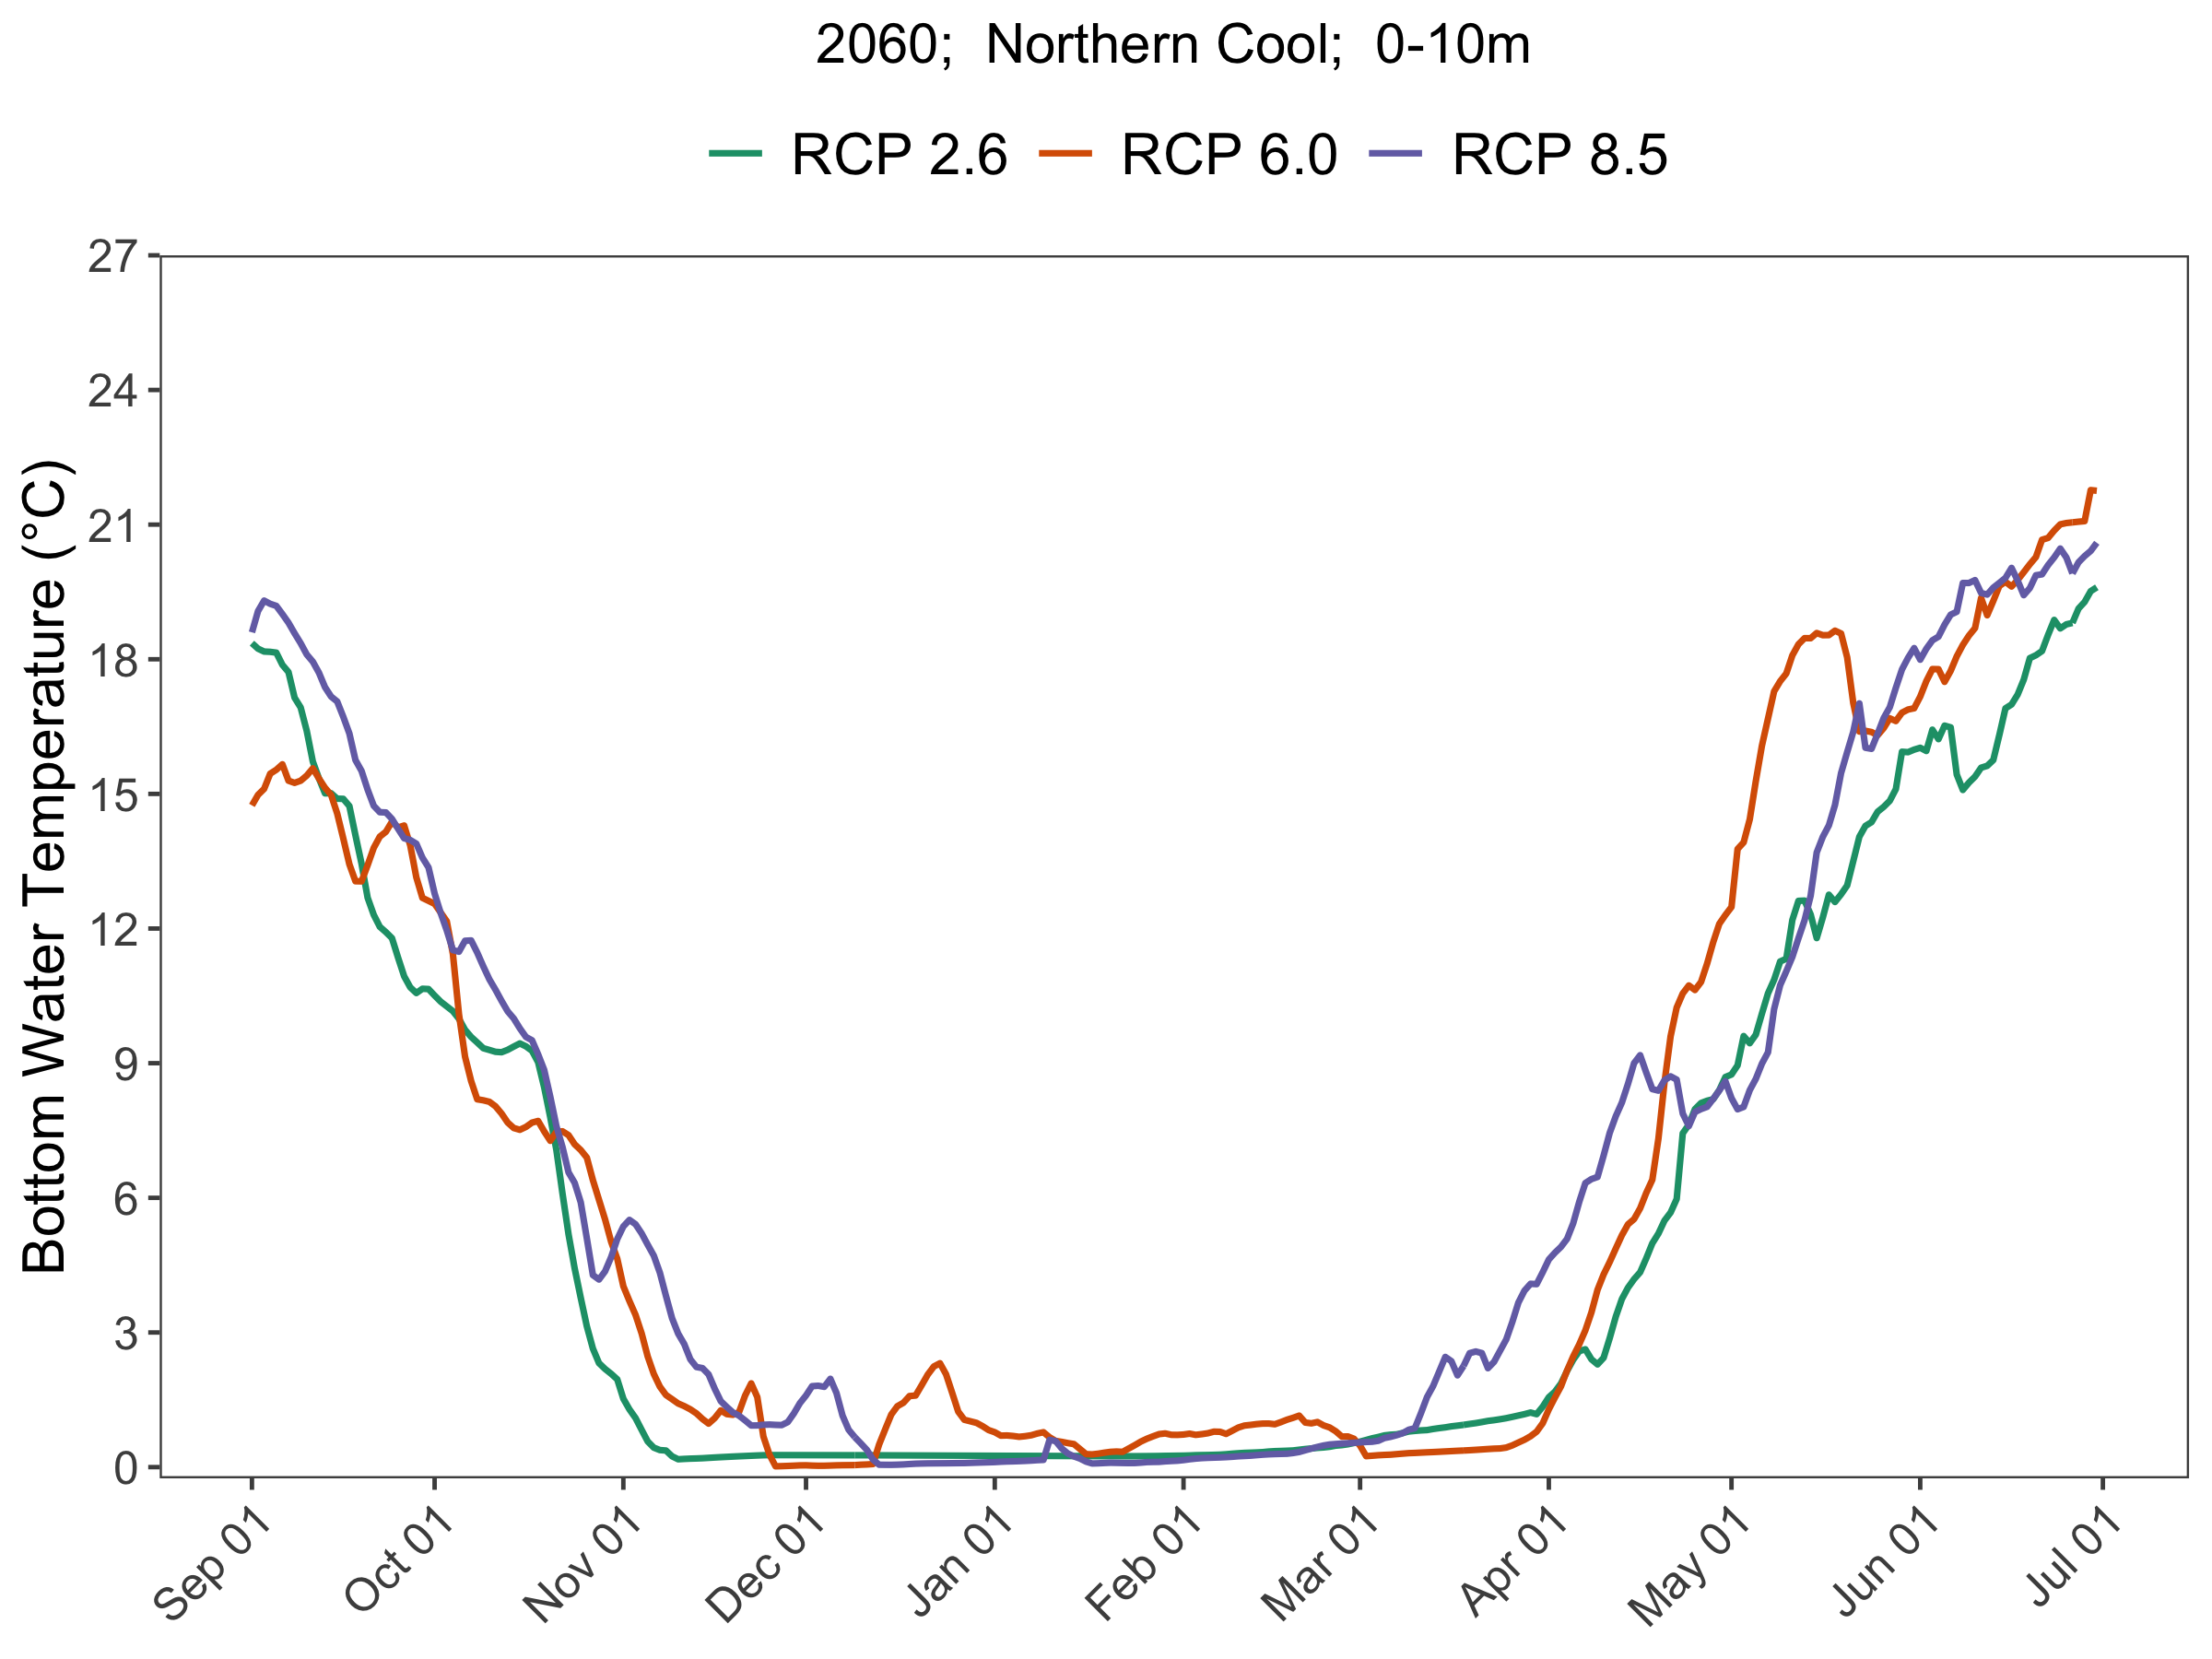 2060;  Northern Cool;  0-10m
RCP 2.6 RCP 6.0 RCP 8.5
Bottom Water Temperature (°C)
27
24
21
18
15
12
9
6
3
0
Sep 01 Oct 01 Nov 01 Dec 01 Jan 01 Feb 01 Mar 01 Apr 01 May 01 Jun 01 Jul 01